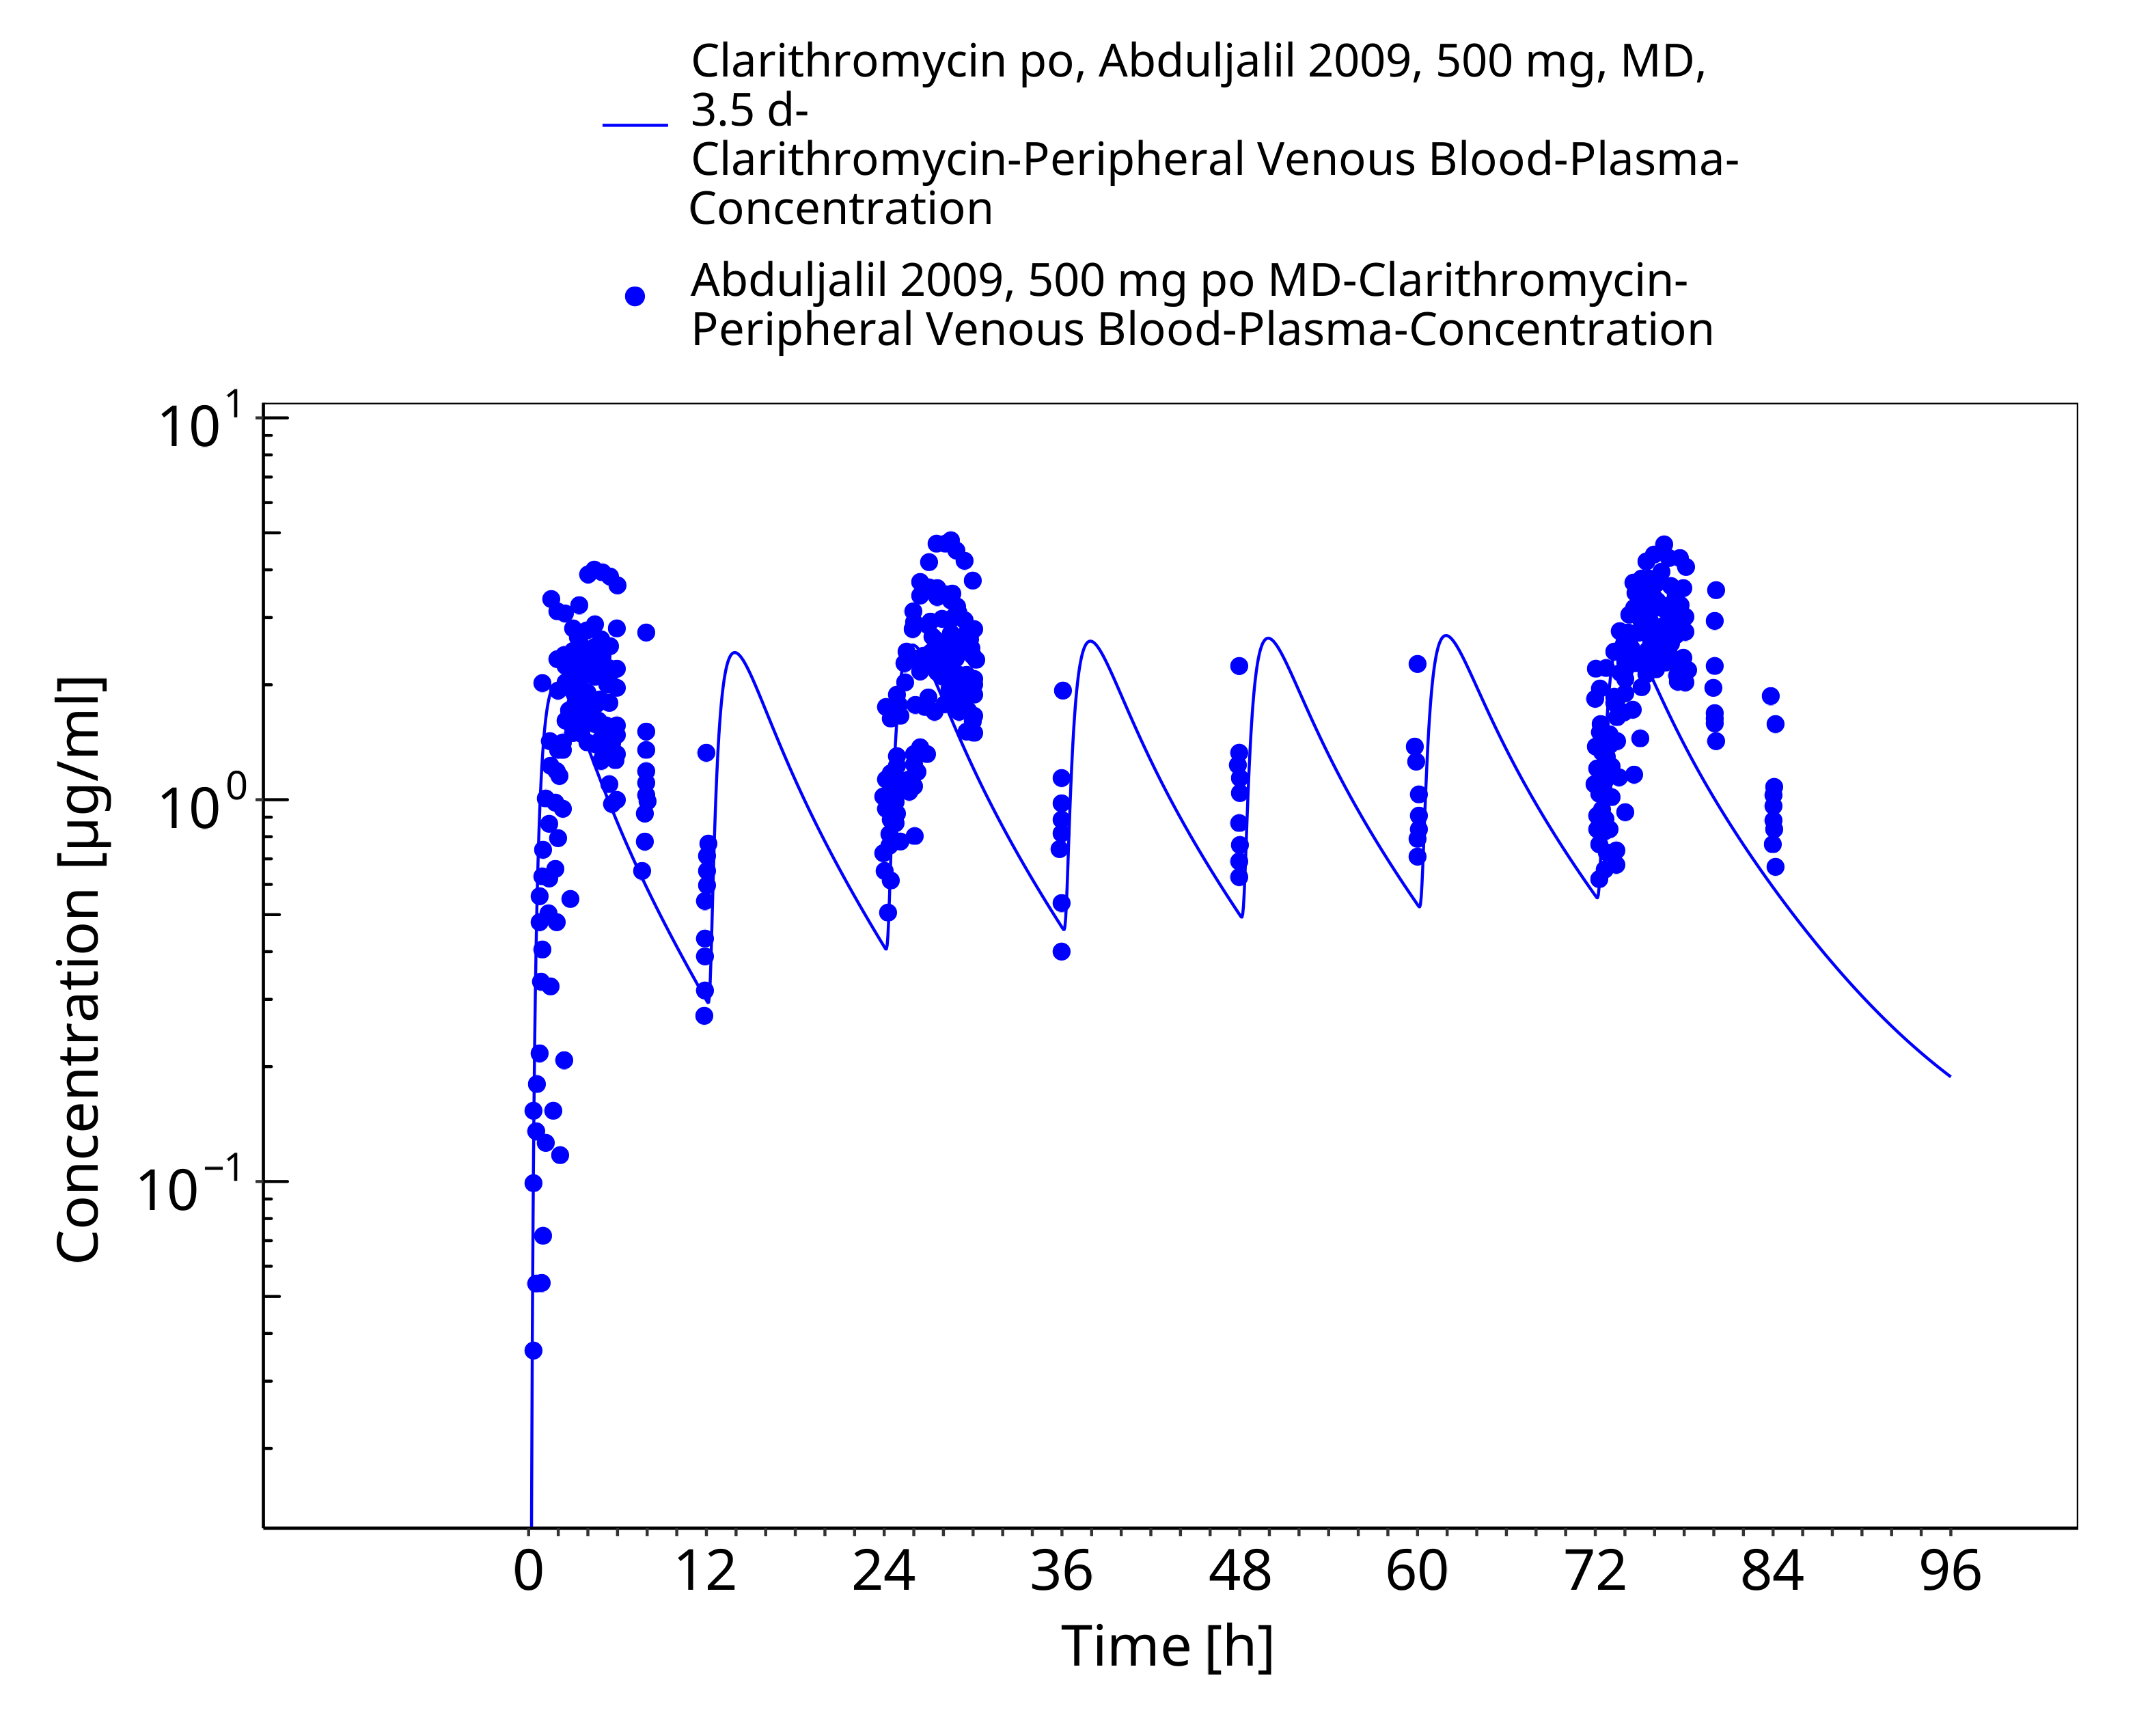 Clarithromycin po, Abduljalil 2009, 500 mg, MD,
3.5 d-
Clarithromycin-Peripheral Venous Blood-Plasma-
Concentration
Abduljalil 2009, 500 mg po MD-Clarithromycin-
Peripheral Venous Blood-Plasma-Concentration
10^1
10^0
10^−1
Concentration [µg/ml]
0 12 24 36 48 60 72 84 96
Time [h]